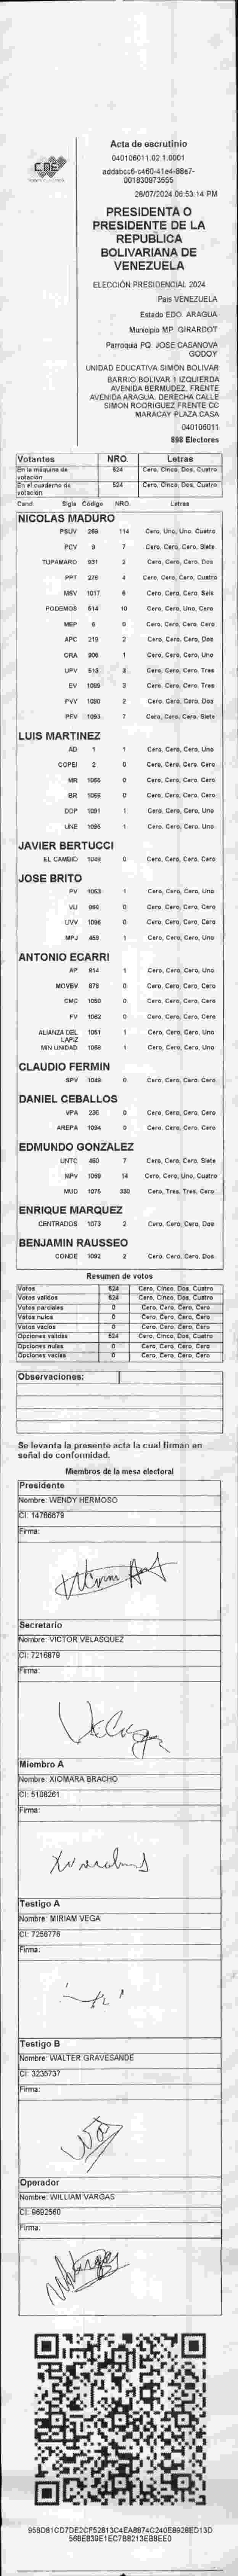 CNE
Acta de escrutinio
040106011.02.1.0001
addabcc6-c460-41e4-88e7-
001830973555
28/07/2024 06:53:14 PM
PRESIDENTA O
PRESIDENTE DE LA
REPUBLICA
BOLIVARIANA DE
VENEZUELA
ELECCIÓN PRESIDENCIAL 2024
País VENEZUELA
Estado EDO. ARAGUA
Municipio MP. GIRARDOT
Parroquia PQ. JOSE CASANOVA
GODOY
UNIDAD EDUCATIVA SIMON BOLIVAR
BARRIO BOLIVAR 1 IZQUIERDA
AVENIDA BERMUDEZ. FRENTE
AVENIDA ARAGUA. DERECHA CALLE
SIMON RODRIGUEZ FRENTE CC
MARACAY PLAZA CASA
040106011
898 Electores
Votantes NRO. Letras
En la máquina de votación 524 Cero, Cinco, Dos, Cuatro
En el cuaderno de votación 524 Cero, Cinco, Dos, Cuatro
Cand Sigla Código NRO. Letras
NICOLAS MADURO
PSUV 268 114 Cero, Uno, Uno, Cuatro
PCV 9 7 Cero, Cero, Cero, Siete
TUPAMARO 931 2 Cero, Cero, Cero, Dos
PPT 276 4 Cero, Cero, Cero, Cuatro
MSV 1017 6 Cero, Cero, Cero, Seis
PODEMOS 514 10 Cero, Cero, Uno, Cero
MEP 6 0 Cero, Cero, Cero, Cero
APC 219 2 Cero, Cero, Cero, Dos
ORA 906 1 Cero, Cero, Cero, Uno
UPV 513 3 Cero, Cero, Cero, Tres
EV 1089 3 Cero, Cero, Cero, Tres
PVV 1090 2 Cero, Cero, Cero, Dos
PFV 1093 7 Cero, Cero, Cero, Siete
LUIS MARTINEZ
AD 1 1 Cero, Cero, Cero, Uno
COPEI 2 0 Cero, Cero, Cero, Cero
MR 1065 0 Cero, Cero, Cero, Cero
BR 1066 0 Cero, Cero, Cero, Cero
DDP 1091 1 Cero, Cero, Cero, Uno
UNE 1095 1 Cero, Cero, Cero, Uno
JAVIER BERTUCCI
EL CAMBIO 1048 0 Cero, Cero, Cero, Cero
JOSE BRITO
PV 1053 1 Cero, Cero, Cero, Uno
VU 0 Cero, Cero, Cero, Cero
UVV 1096 0 Cero, Cero, Cero, Cero
MPJ 459 1 Cero, Cero, Cero, Uno
ANTONIO ECARRI
AP 814 1 Cero, Cero, Cero, Uno
MOVEV 878 0 Cero, Cero, Cero, Cero
CMC 1050 0 Cero, Cero, Cero, Cero
FV 1062 0 Cero, Cero, Cero, Cero
ALIANZA DEL LAPIZ 1051 1 Cero, Cero, Cero, Uno
MIN UNIDAD 1069 1 Cero, Cero, Cero, Uno
CLAUDIO FERMIN
SPV 1049 0 Cero, Cero, Cero, Cero
DANIEL CEBALLOS
VPA 236 0 Cero, Cero, Cero, Cero
AREPA 1094 0 Cero, Cero, Cero, Cero
EDMUNDO GONZALEZ
UNTC 460 7 Cero, Cero, Cero, Siete
MPV 1069 14 Cero, Cero, Uno, Cuatro
MUD 1075 330 Cero, Tres, Tres, Cero
ENRIQUE MARQUEZ
CENTRADOS 1073 2 Cero, Cero, Cero, Dos
BENJAMIN RAUSSEO
CONDE 1092 2 Cero, Cero, Cero, Dos
Resumen de votos
Votos 524 Cero, Cinco, Dos, Cuatro
Votos válidos 524 Cero, Cinco, Dos, Cuatro
Votos parciales 0 Cero, Cero, Cero, Cero
Votos nulos 0 Cero, Cero, Cero, Cero
Votos vacíos 0 Cero, Cero, Cero, Cero
Opciones válidas 524 Cero, Cinco, Dos, Cuatro
Opciones nulas 0 Cero, Cero, Cero, Cero
Opciones vacías 0 Cero, Cero, Cero, Cero
Observaciones:
Se levanta la presente acta la cual firman en
señal de conformidad.
Miembros de la mesa electoral
Presidente
Nombre: WENDY HERMOSO
CI: 14786679
Firma:
Secretario
Nombre: VICTOR VELASQUEZ
CI: 7216879
Firma:
Miembro A
Nombre: XIOMARA BRACHO
CI: 5108261
Firma:
Testigo A
Nombre: MIRIAM VEGA
CI: 7256776
Firma:
Testigo B
Nombre: WALTER GRAVESANDE
CI: 3235737
Firma:
Operador
Nombre: WILLIAM VARGAS
CI: 9692560
Firma:
958D81CD7DE2CF52813C4EA8874C240E8928ED13D
568E839E1EC7B8213EB8EE0